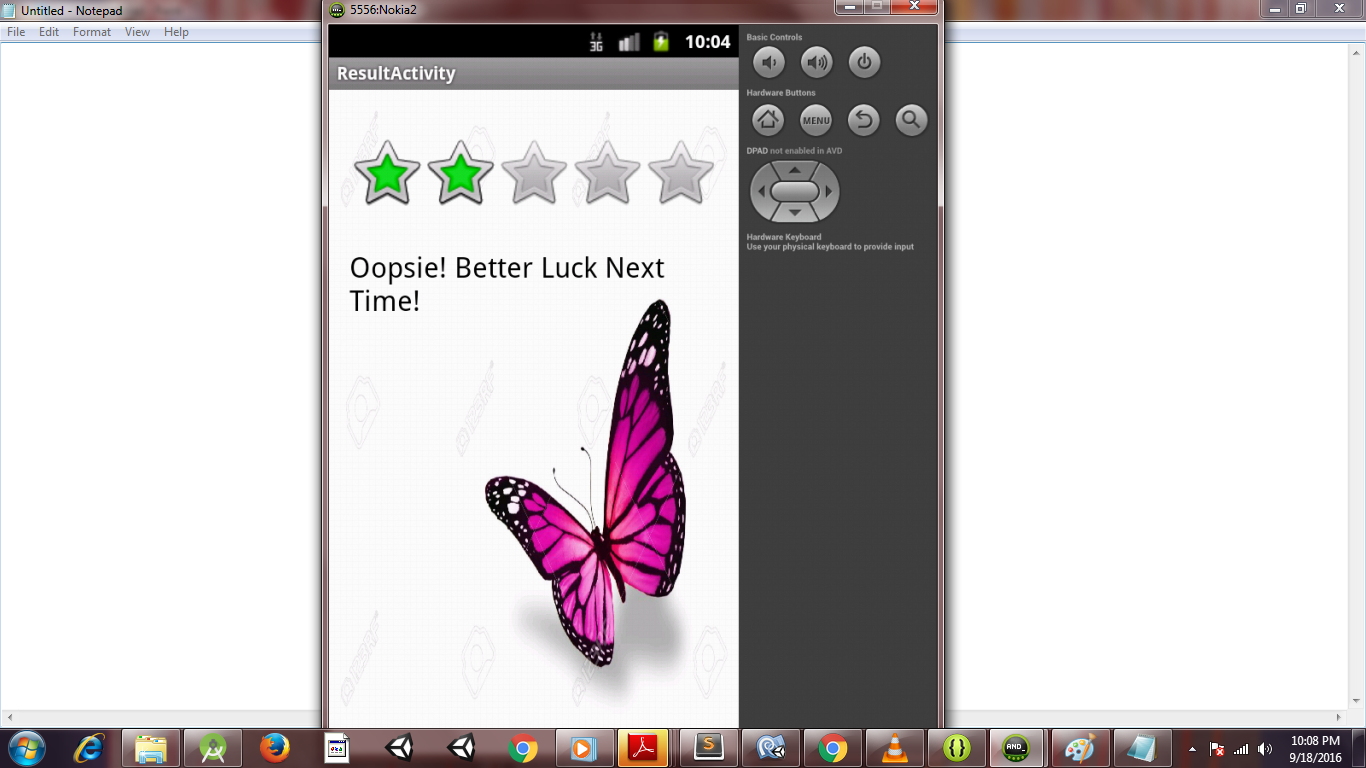 Untitled - Notepad
File Edit Format View Help
5556:Nokia2
3G 10:04
ResultActivity
Oopsie! Better Luck Next
Time!
Basic Controls
Hardware Buttons
MENU
DPAD not enabled in AVD
Hardware Keyboard
Use your physical keyboard to provide input
S
AND_
10:08 PM
9/18/2016